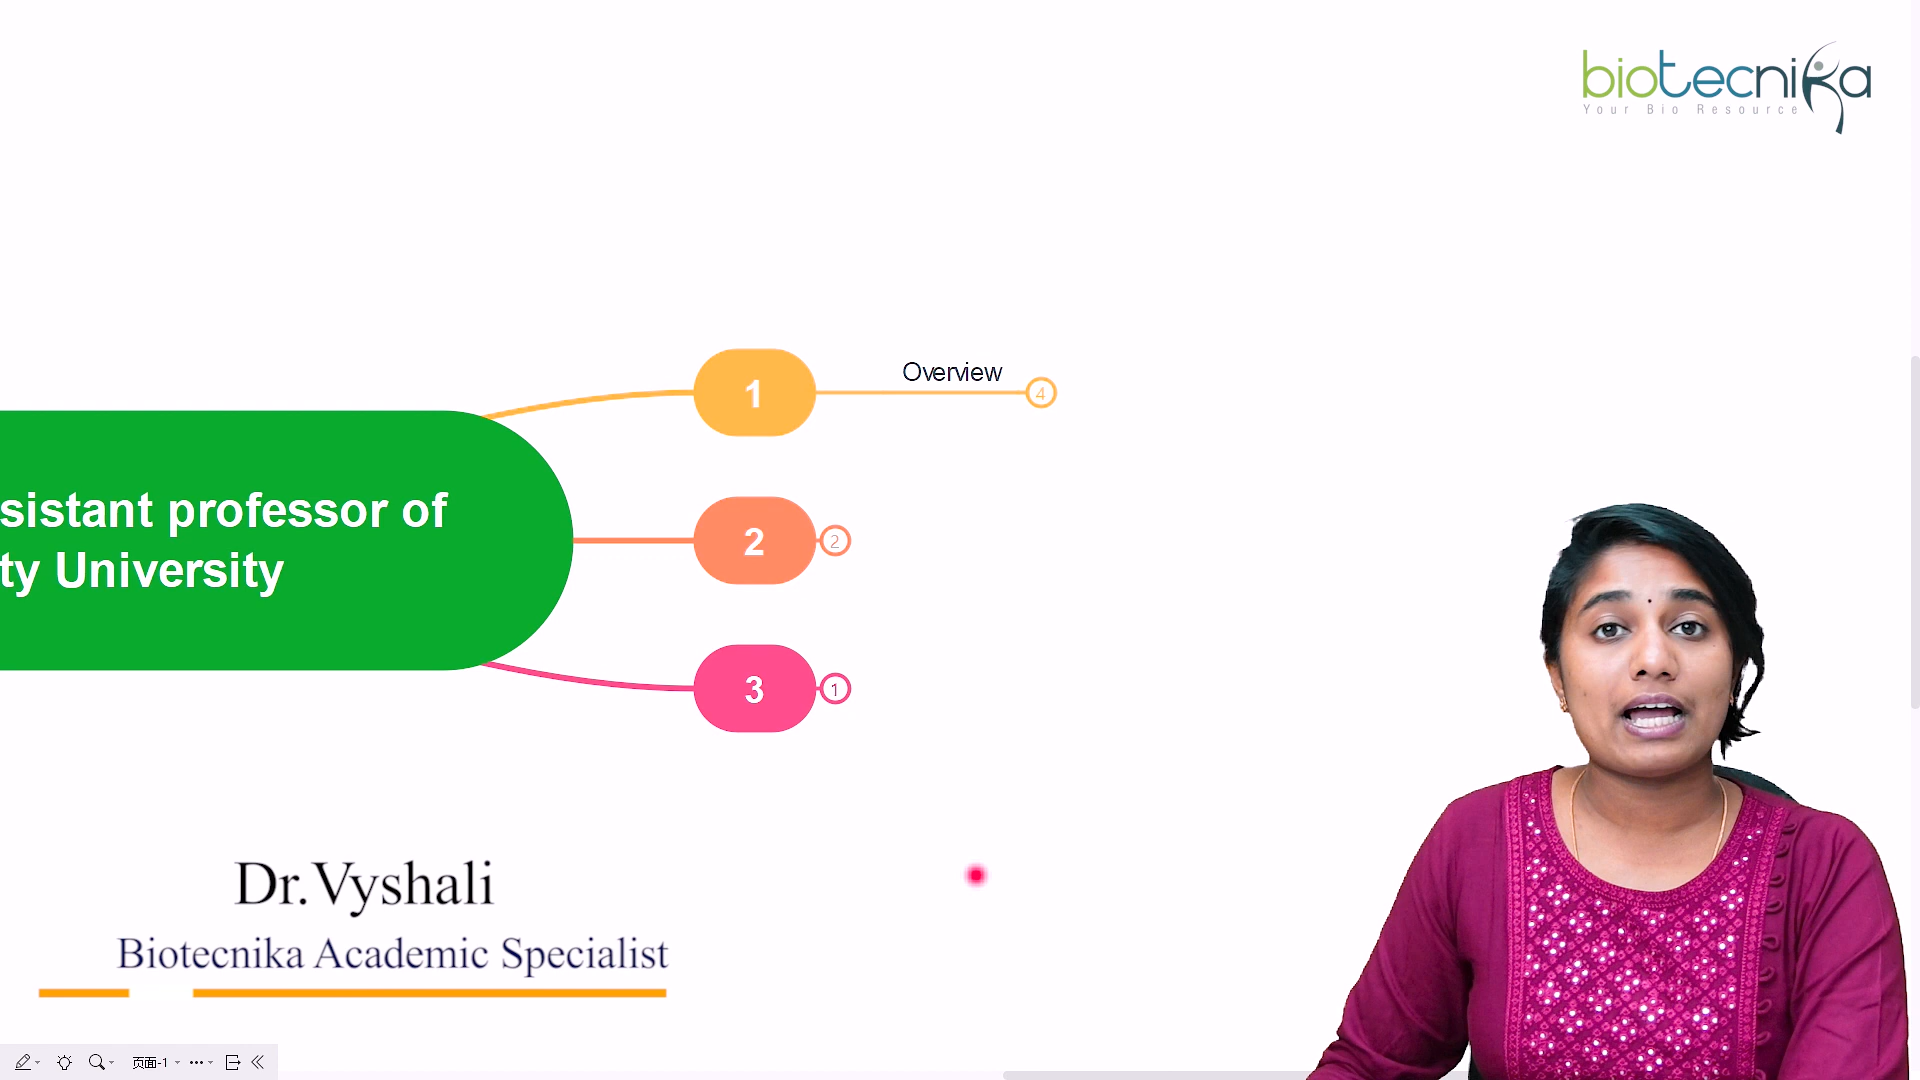 biotecnika
Your Bio Resource
Overview
1
4
sistant professor of
ty University
2
2
3
1
Dr.Vyshali
Biotecnika Academic Specialist
页面-1